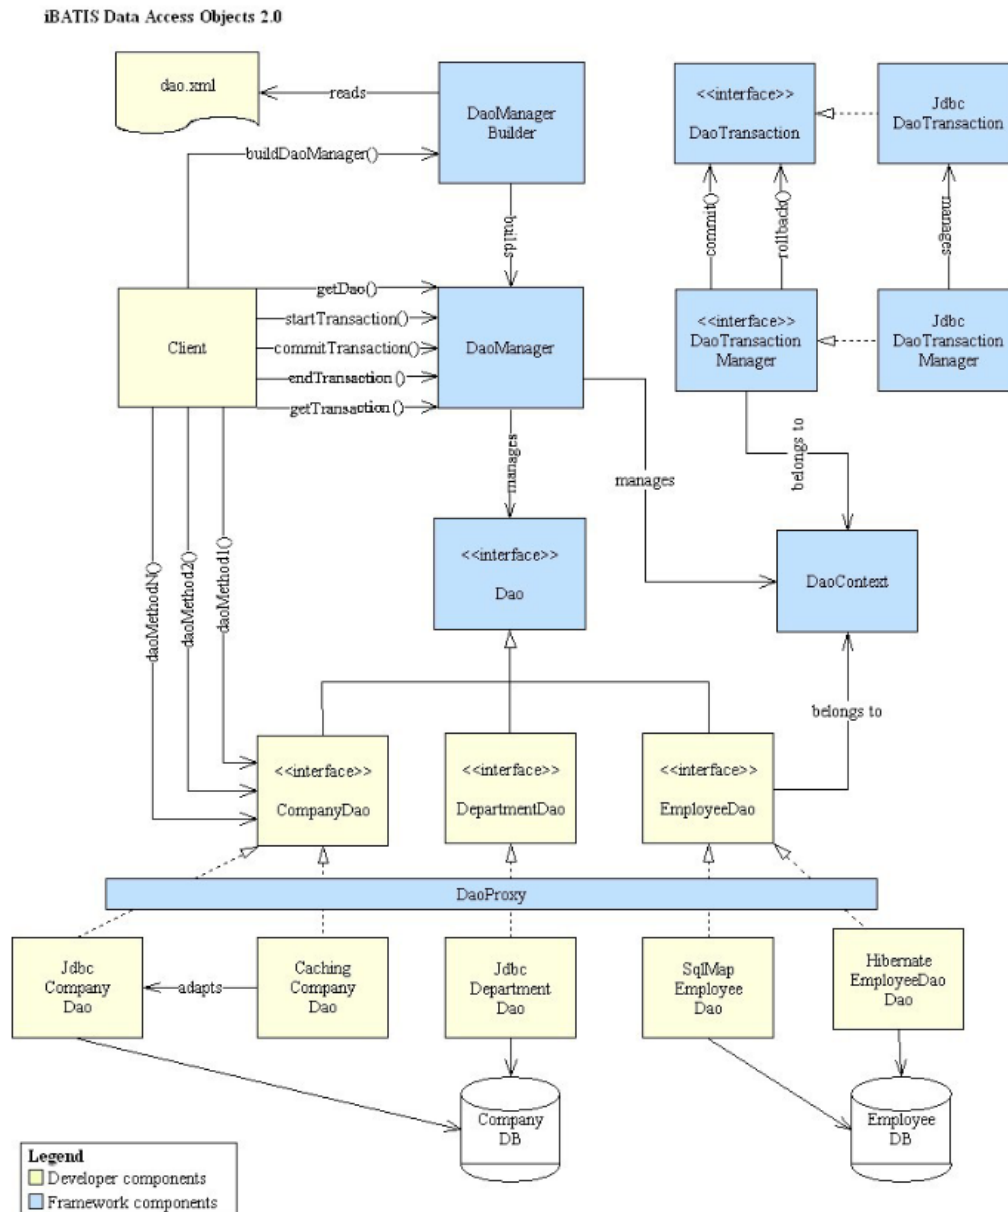 iBATIS Data Access Objects 2.0
dao.xml
reads
DaoManager
Builder
<<interface>>
DaoTransaction
Jdbc
DaoTransaction
buildDaoManager()
builds
commit()
rollback()
manages
Client
getDao()
startTransaction()
commitTransaction()
endTransaction()
getTransaction()
DaoManager
<<interface>>
DaoTransaction
Manager
Jdbc
DaoTransaction
Manager
manages
manages
belongs to
daoMethodN()
daoMethod2()
daoMethod1()
<<interface>>
Dao
DaoContext
belongs to
<<interface>>
CompanyDao
<<interface>>
DepartmentDao
<<interface>>
EmployeeDao
DaoProxy
Jdbc
Company
Dao
adapts
Caching
Company
Dao
Jdbc
Department
Dao
SqlMap
Employee
Dao
Hibernate
EmployeeDao
Dao
Company
DB
Employee
DB
Legend
Developer components
Framework components